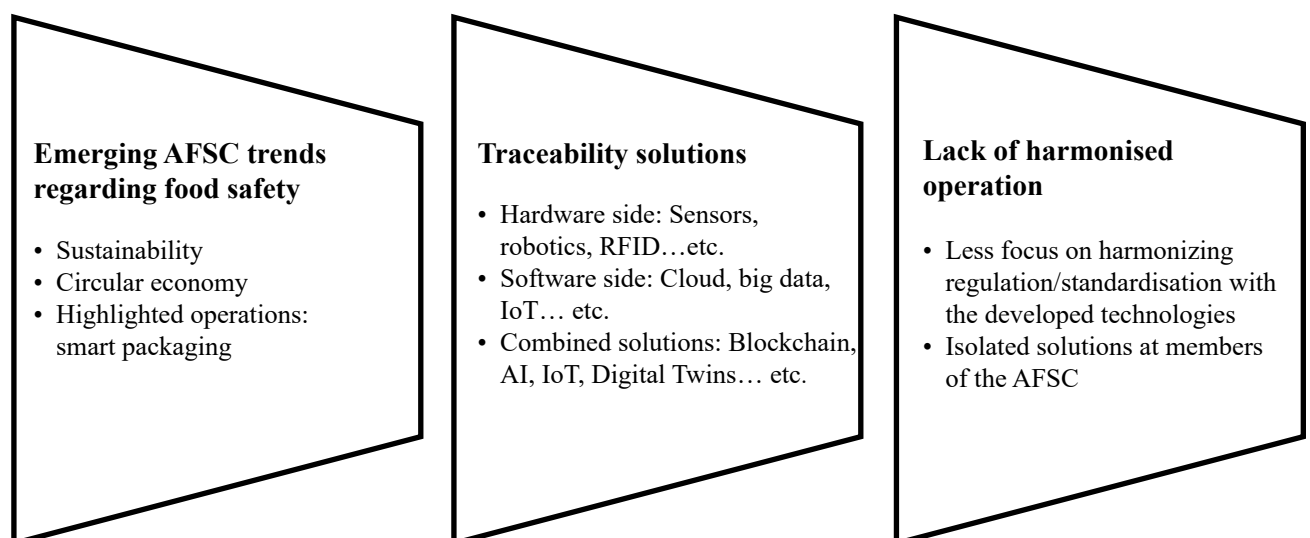 Emerging AFSC trends
regarding food safety
• Sustainability
• Circular economy
• Highlighted operations:
smart packaging
Traceability solutions
• Hardware side: Sensors,
robotics, RFID…etc.
• Software side: Cloud, big data,
IoT… etc.
• Combined solutions: Blockchain,
AI, IoT, Digital Twins… etc.
Lack of harmonised
operation
• Less focus on harmonizing
regulation/standardisation with
the developed technologies
• Isolated solutions at members
of the AFSC